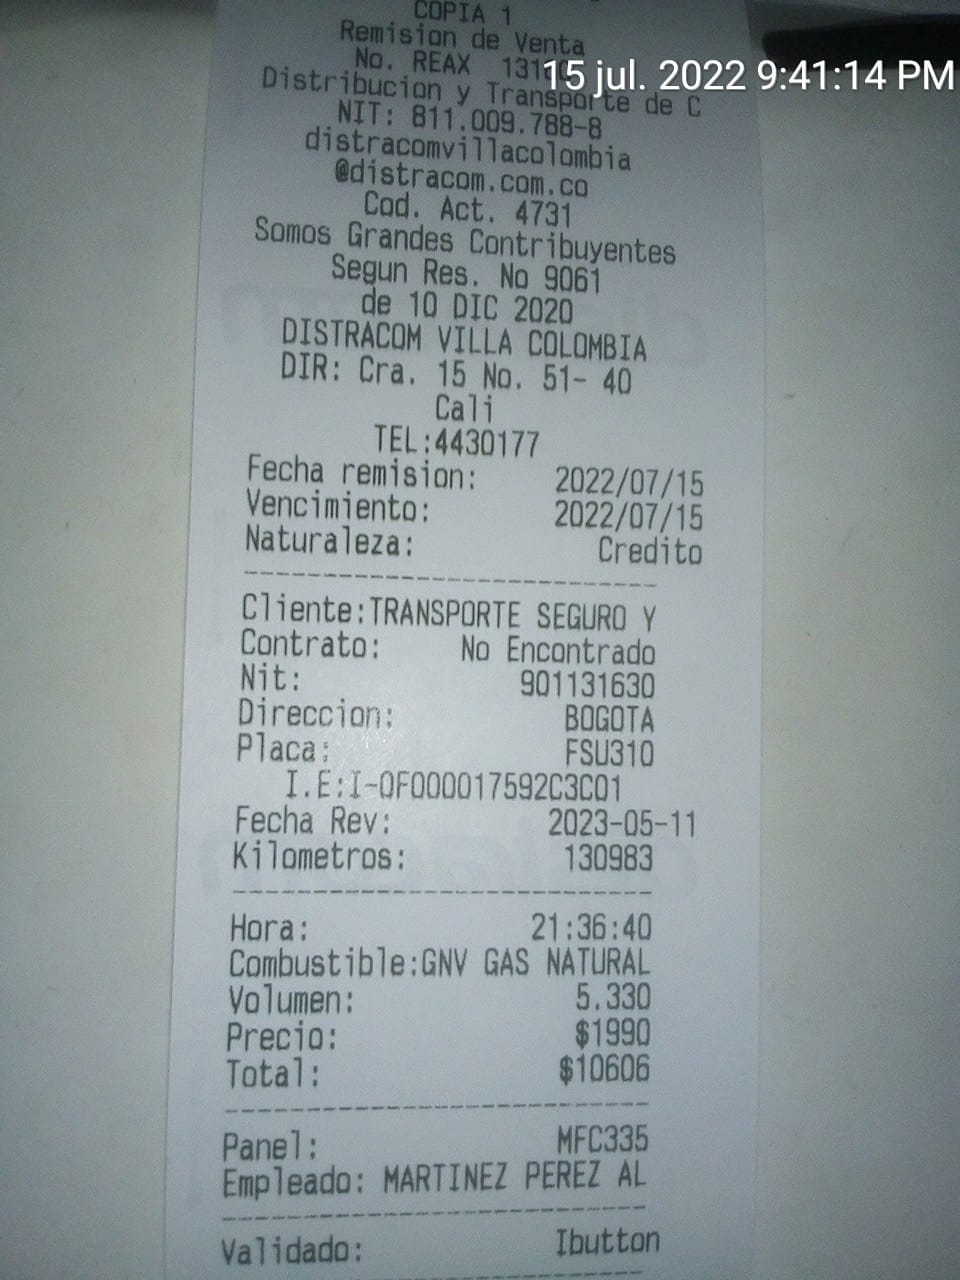 COPIA 1
Remision de Venta
No. REAX
15 jul. 2022 9:41:14 PM
Distribucion y Transporte de C
NIT: 811.009.788-8
distracomvillacolombia
@distracom.com.co
Cod. Act. 4731
Somos Grandes Contribuyentes
Segun Res. No 9061
de 10 DIC 2020
DISTRACOM VILLA COLOMBIA
DIR: Cra. 15 No. 51- 40
Cali
TEL:4430177
Fecha remision: 2022/07/15
Vencimiento: 2022/07/15
Naturaleza: Credito
Cliente:TRANSPORTE SEGURO Y
Contrato: No Encontrado
Nit: 901131630
Direccion: BOGOTA
Placa: FSU310
I.E:I-0F000017592C3C01
Fecha Rev: 2023-05-11
Kilometros: 130983
Hora: 21:36:40
Combustible:GNV GAS NATURAL
Volumen: 5.330
Precio: $1990
Total: $10606
Panel: MFC335
Empleado: MARTINEZ PEREZ AL
Validado: Ibutton